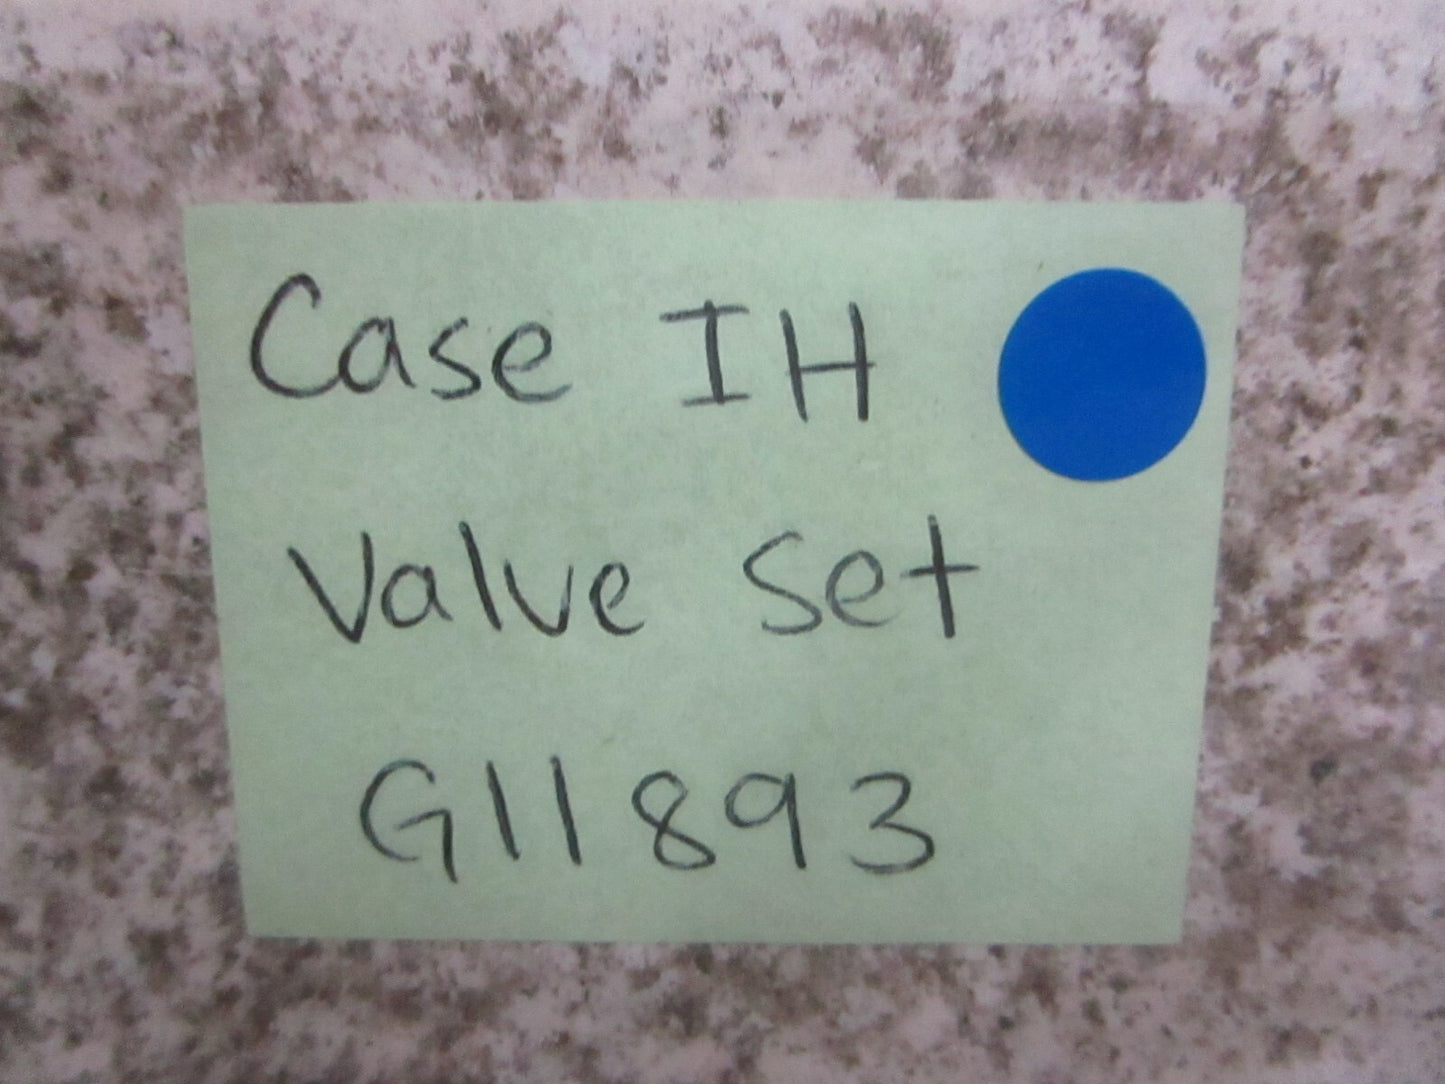 Case IH
Valve Set
G11893